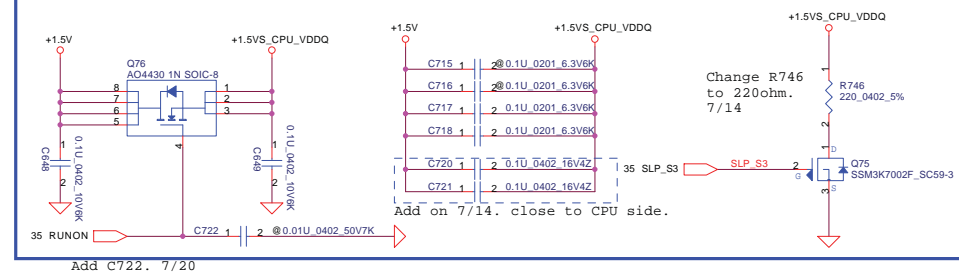 +1.5V
+1.5VS_CPU_VDDQ
Q76
AO4430 1N SOIC-8
8
7
6
5
1
2
3
4
1
2
C648
0.1U_0402_10V6K
1
2
C649
0.1U_0402_10V6K
35 RUNON
C722 1 2 @0.01U_0402_50V7K
Add C722. 7/20
+1.5V
+1.5VS_CPU_VDDQ
C715 1 2@0.1U_0201_6.3V6K
C716 1 2@0.1U_0201_6.3V6K
C717 1 2 0.1U_0201_6.3V6K
C718 1 2 0.1U_0201_6.3V6K
C720 1 2 0.1U_0402_16V4Z
C721 1 2 0.1U_0402_16V4Z
Add on 7/14. close to CPU side.
+1.5VS_CPU_VDDQ
Change R746
to 220ohm.
7/14
1
R746
220_0402_5%
2
35 SLP_S3
SLP_S3
2
G
1
D
Q75
SSM3K7002F_SC59-3
3
S